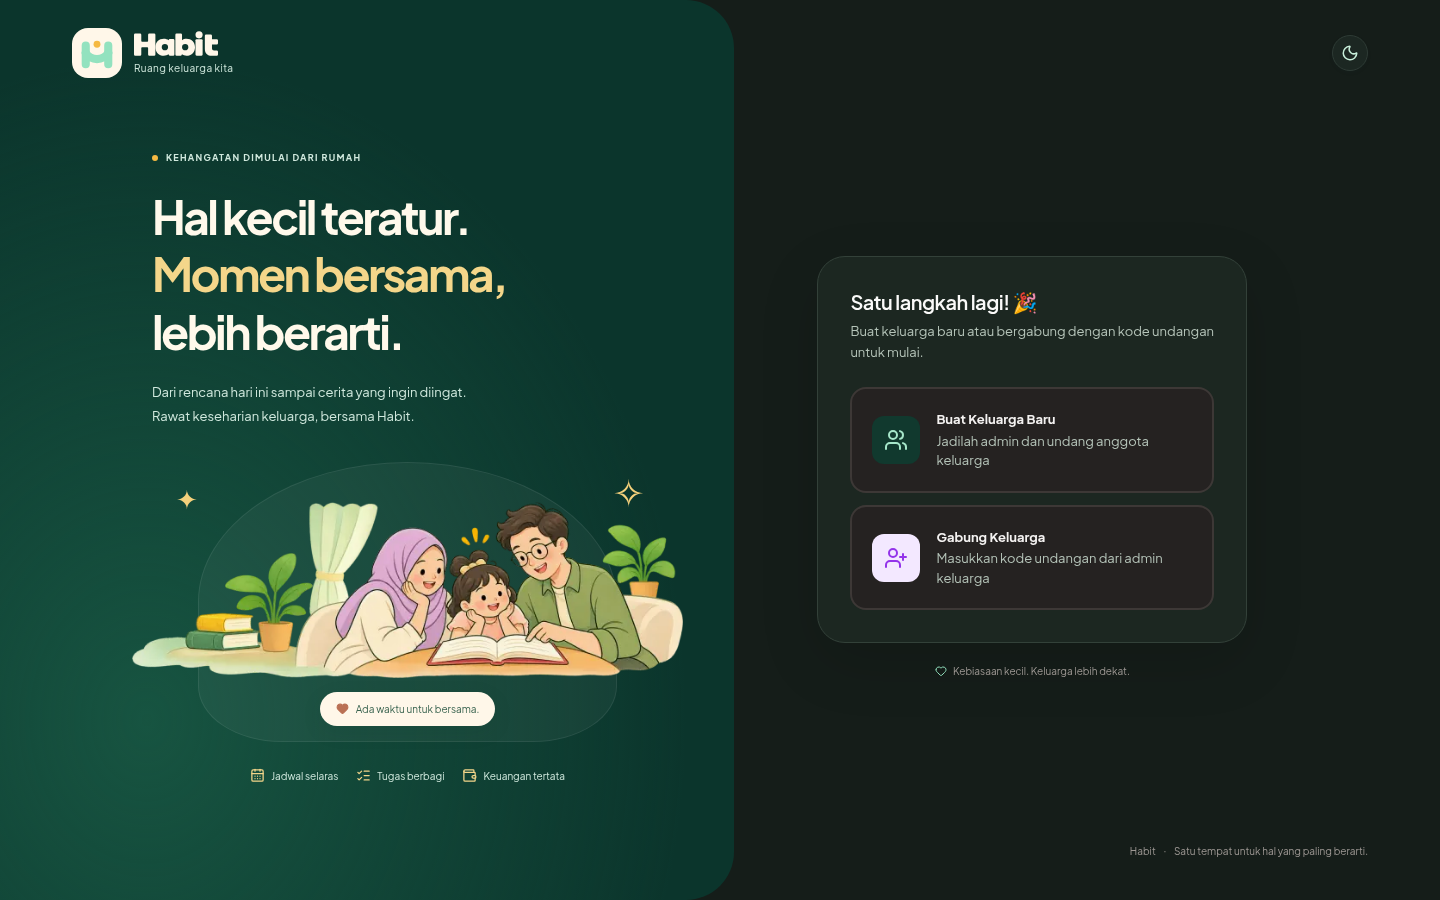 Habit
Ruang keluarga kita
KEHANGATAN DIMULAI DARI RUMAH
Hal kecil teratur.
Momen bersama,
lebih berarti.
Dari rencana hari ini sampai cerita yang ingin diingat.
Rawat keseharian keluarga, bersama Habit.
Ada waktu untuk bersama.
Jadwal selaras
Tugas berbagi
Keuangan tertata
Satu langkah lagi! 🎉
Buat keluarga baru atau bergabung dengan kode undangan
untuk mulai.
Buat Keluarga Baru
Jadilah admin dan undang anggota
keluarga
Gabung Keluarga
Masukkan kode undangan dari admin
keluarga
Kebiasaan kecil. Keluarga lebih dekat.
Habit · Satu tempat untuk hal yang paling berarti.